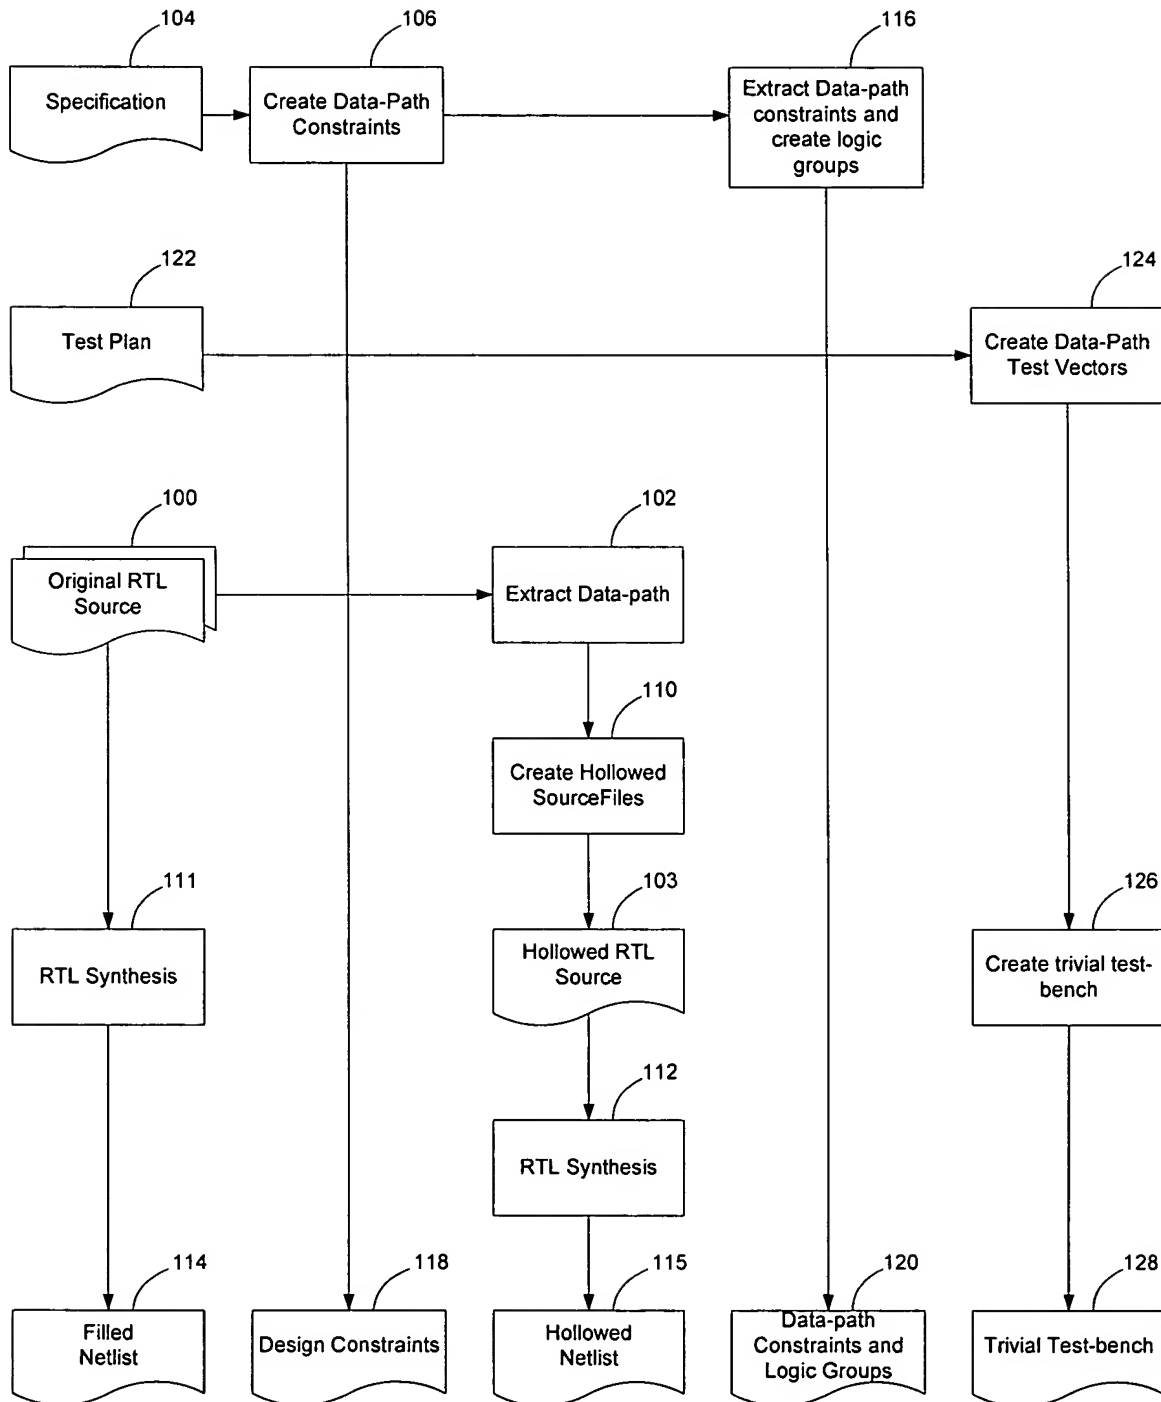 104
106
116
Specification
Create Data-Path
Constraints
Extract Data-path
constraints and
create logic
groups
122
124
Test Plan
Create Data-Path
Test Vectors
100
102
Original RTL
Source
Extract Data-path
110
Create Hollowed
SourceFiles
111
103
126
RTL Synthesis
Hollowed RTL
Source
Create trivial test-
bench
112
RTL Synthesis
114
118
115
120
128
Filled
Netlist
Design Constraints
Hollowed
Netlist
Data-path
Constraints and
Logic Groups
Trivial Test-bench